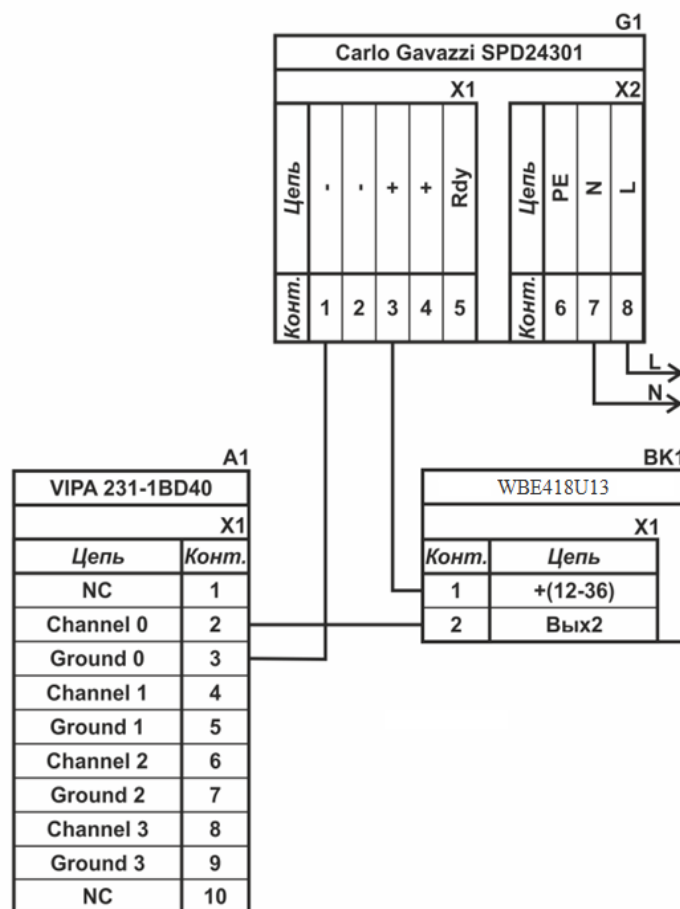 G1
Carlo Gavazzi SPD24301
X1
X2
Цепь - - + + Rdy
Цепь PE N L
Конт. 1 2 3 4 5
Конт. 6 7 8
L
N
A1
VIPA 231-1BD40
X1
Цепь Конт.
NC 1
Channel 0 2
Ground 0 3
Channel 1 4
Ground 1 5
Channel 2 6
Ground 2 7
Channel 3 8
Ground 3 9
NC 10
BK1
WBE418U13
X1
Конт. Цепь
1 +(12-36)
2 Вых2